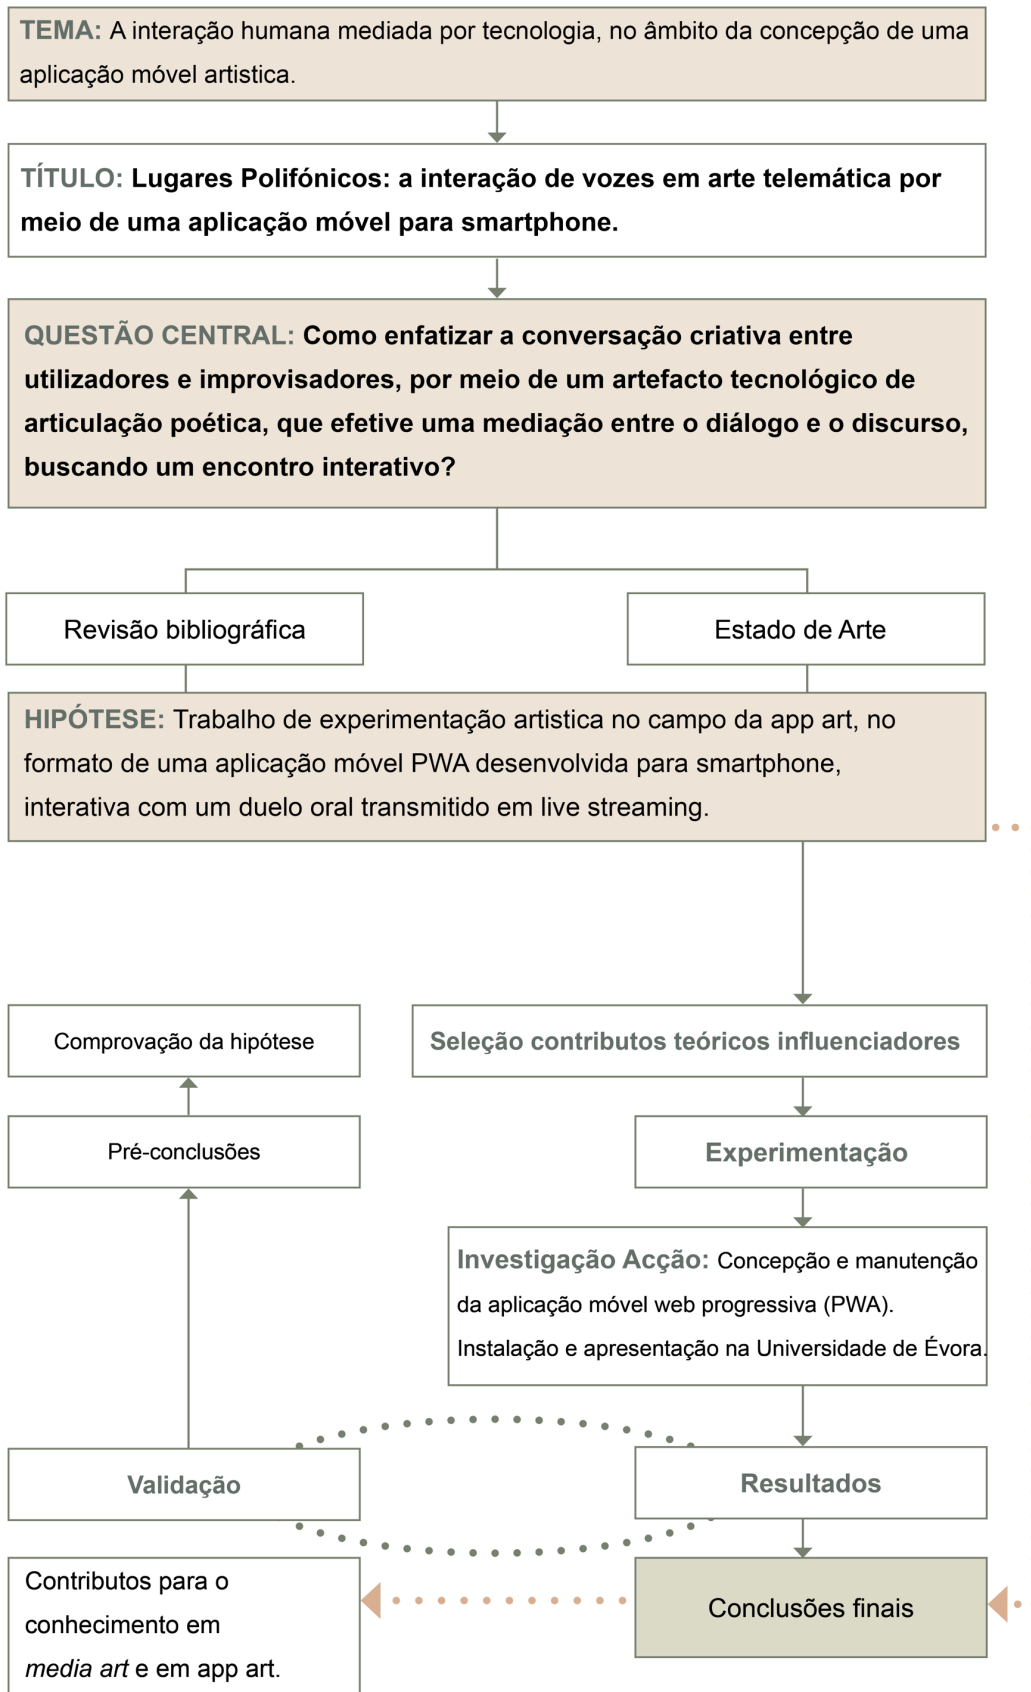 TEMA: A interação humana mediada por tecnologia, no âmbito da concepção de uma
aplicação móvel artistica.
TÍTULO: Lugares Polifónicos: a interação de vozes em arte telemática por
meio de uma aplicação móvel para smartphone.
QUESTÃO CENTRAL: Como enfatizar a conversação criativa entre
utilizadores e improvisadores, por meio de um artefacto tecnológico de
articulação poética, que efetive uma mediação entre o diálogo e o discurso,
buscando um encontro interativo?
Revisão bibliográfica
Estado de Arte
HIPÓTESE: Trabalho de experimentação artistica no campo da app art, no
formato de uma aplicação móvel PWA desenvolvida para smartphone,
interativa com um duelo oral transmitido em live streaming.
Comprovação da hipótese
Seleção contributos teóricos influenciadores
Pré-conclusões
Experimentação
Investigação Acção: Concepção e manutenção
da aplicação móvel web progressiva (PWA).
Instalação e apresentação na Universidade de Évora.
Validação
Resultados
Contributos para o
conhecimento em
media art e em app art.
Conclusões finais